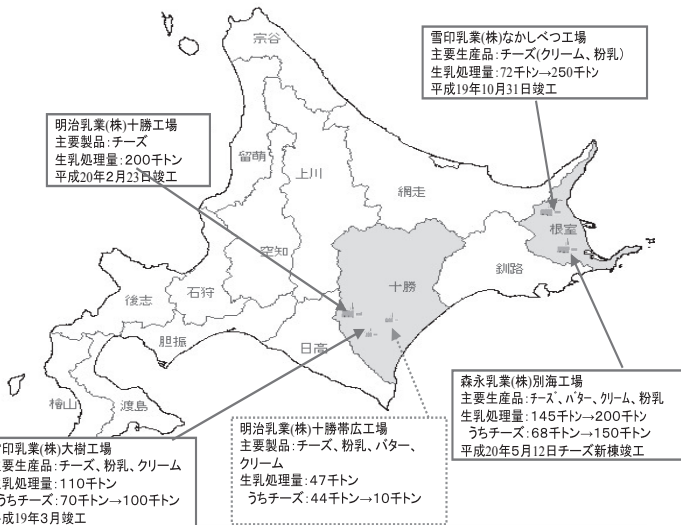 雪印乳業(株)なかしべつ工場
主要生産品：チーズ(クリーム、粉乳)
生乳処理量：72千トン→250千トン
平成19年10月31日竣工
明治乳業(株)十勝工場
主要製品：チーズ
生乳処理量：200千トン
平成20年2月23日竣工
宗谷
留萌
上川
網走
根室
空知
釧路
十勝
石狩
後志
胆振
日高
檜山
渡島
森永乳業(株)別海工場
主要生産品：チーズ、バター、クリーム、粉乳
生乳処理量：145千トン→200千トン
うちチーズ：68千トン→150千トン
平成20年5月12日チーズ新棟竣工
明治乳業(株)十勝帯広工場
主要製品：チーズ、粉乳、バター、
クリーム
生乳処理量：47千トン
うちチーズ：44千トン→10千トン
印乳業(株)大樹工場
要生産品：チーズ、粉乳、クリーム
乳処理量：110千トン
うちチーズ：70千トン→100千トン
成19年3月竣工